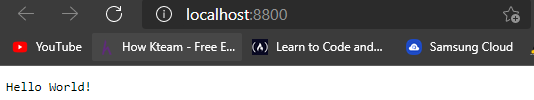 localhost:8800
YouTube
How Kteam - Free E...
Learn to Code and...
Samsung Cloud
Hello World!